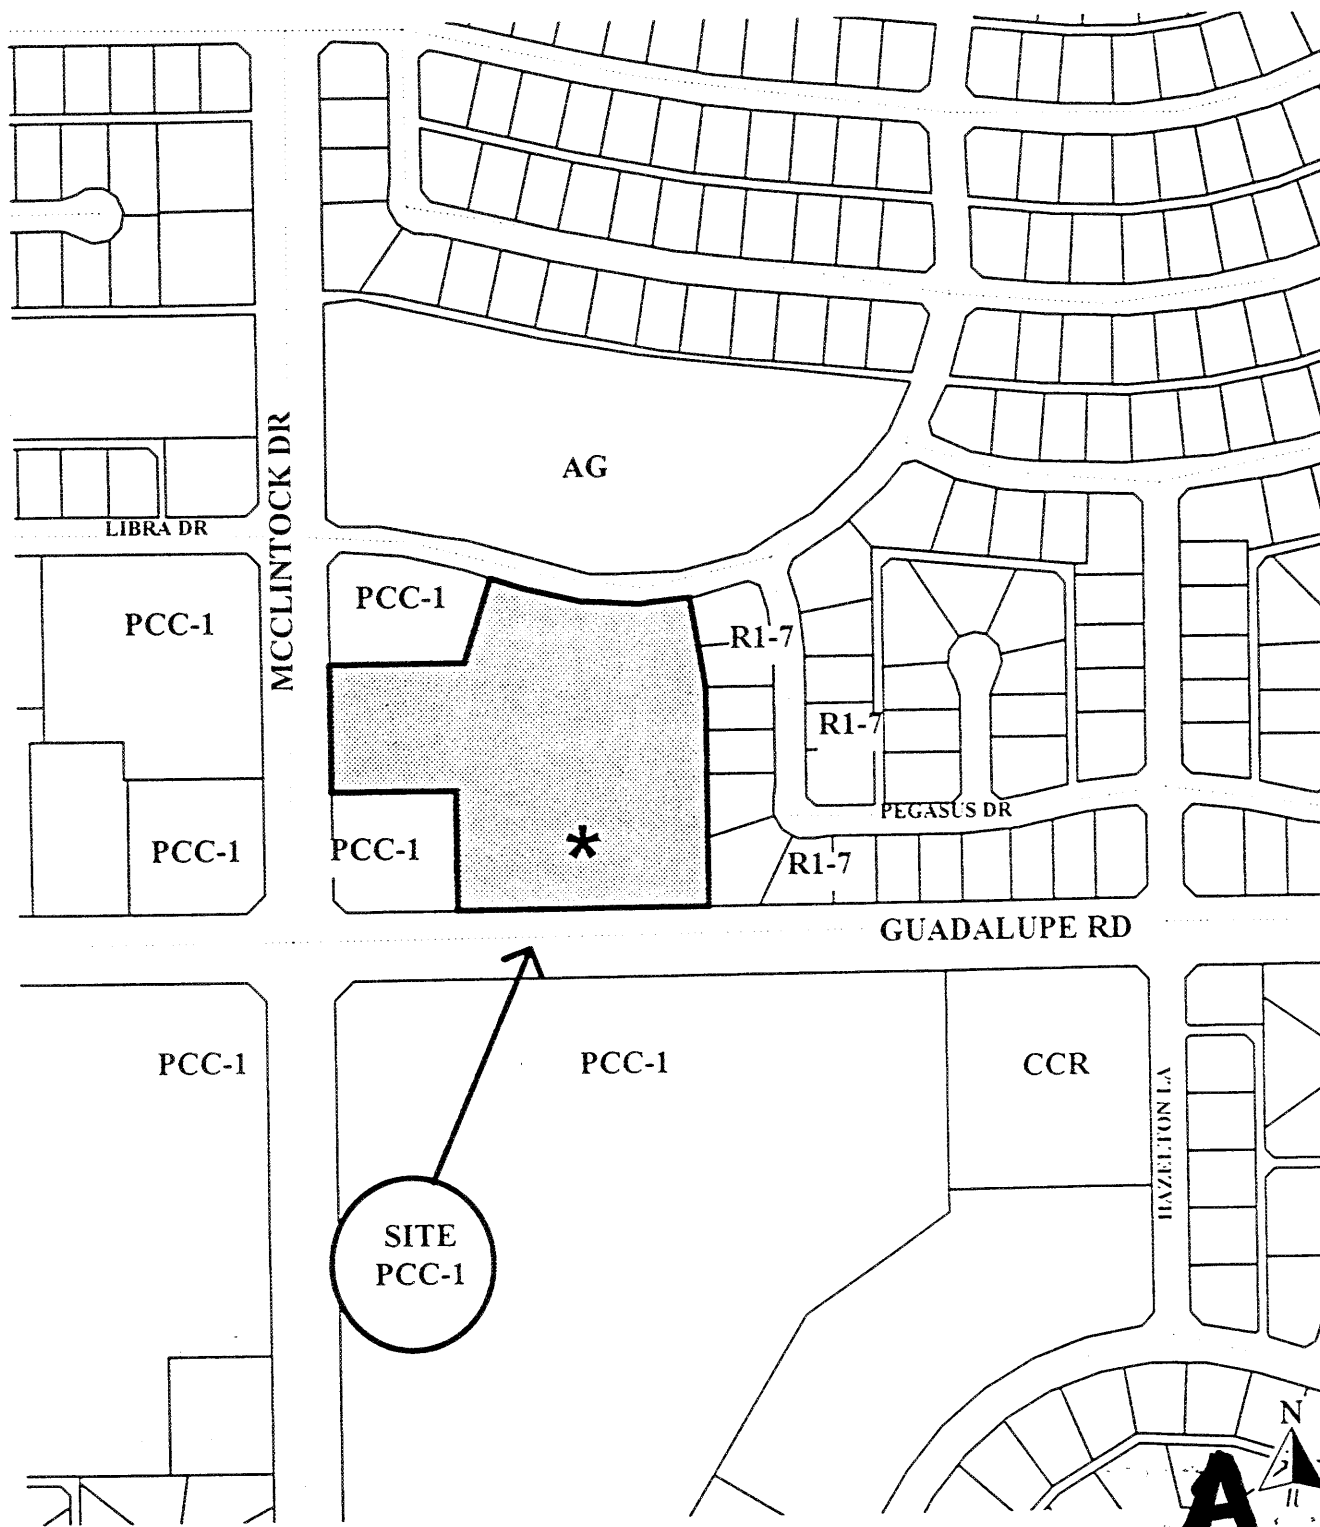 MCCLINTOCK DR
AG
LIBRA DR
PCC-1
PCC-1
R1-7
R1-7
PEGASUS DR
PCC-1
PCC-1
*
R1-7
GUADALUPE RD
PCC-1
PCC-1
CCR
HAZELTON LA
SITE
PCC-1
N
A